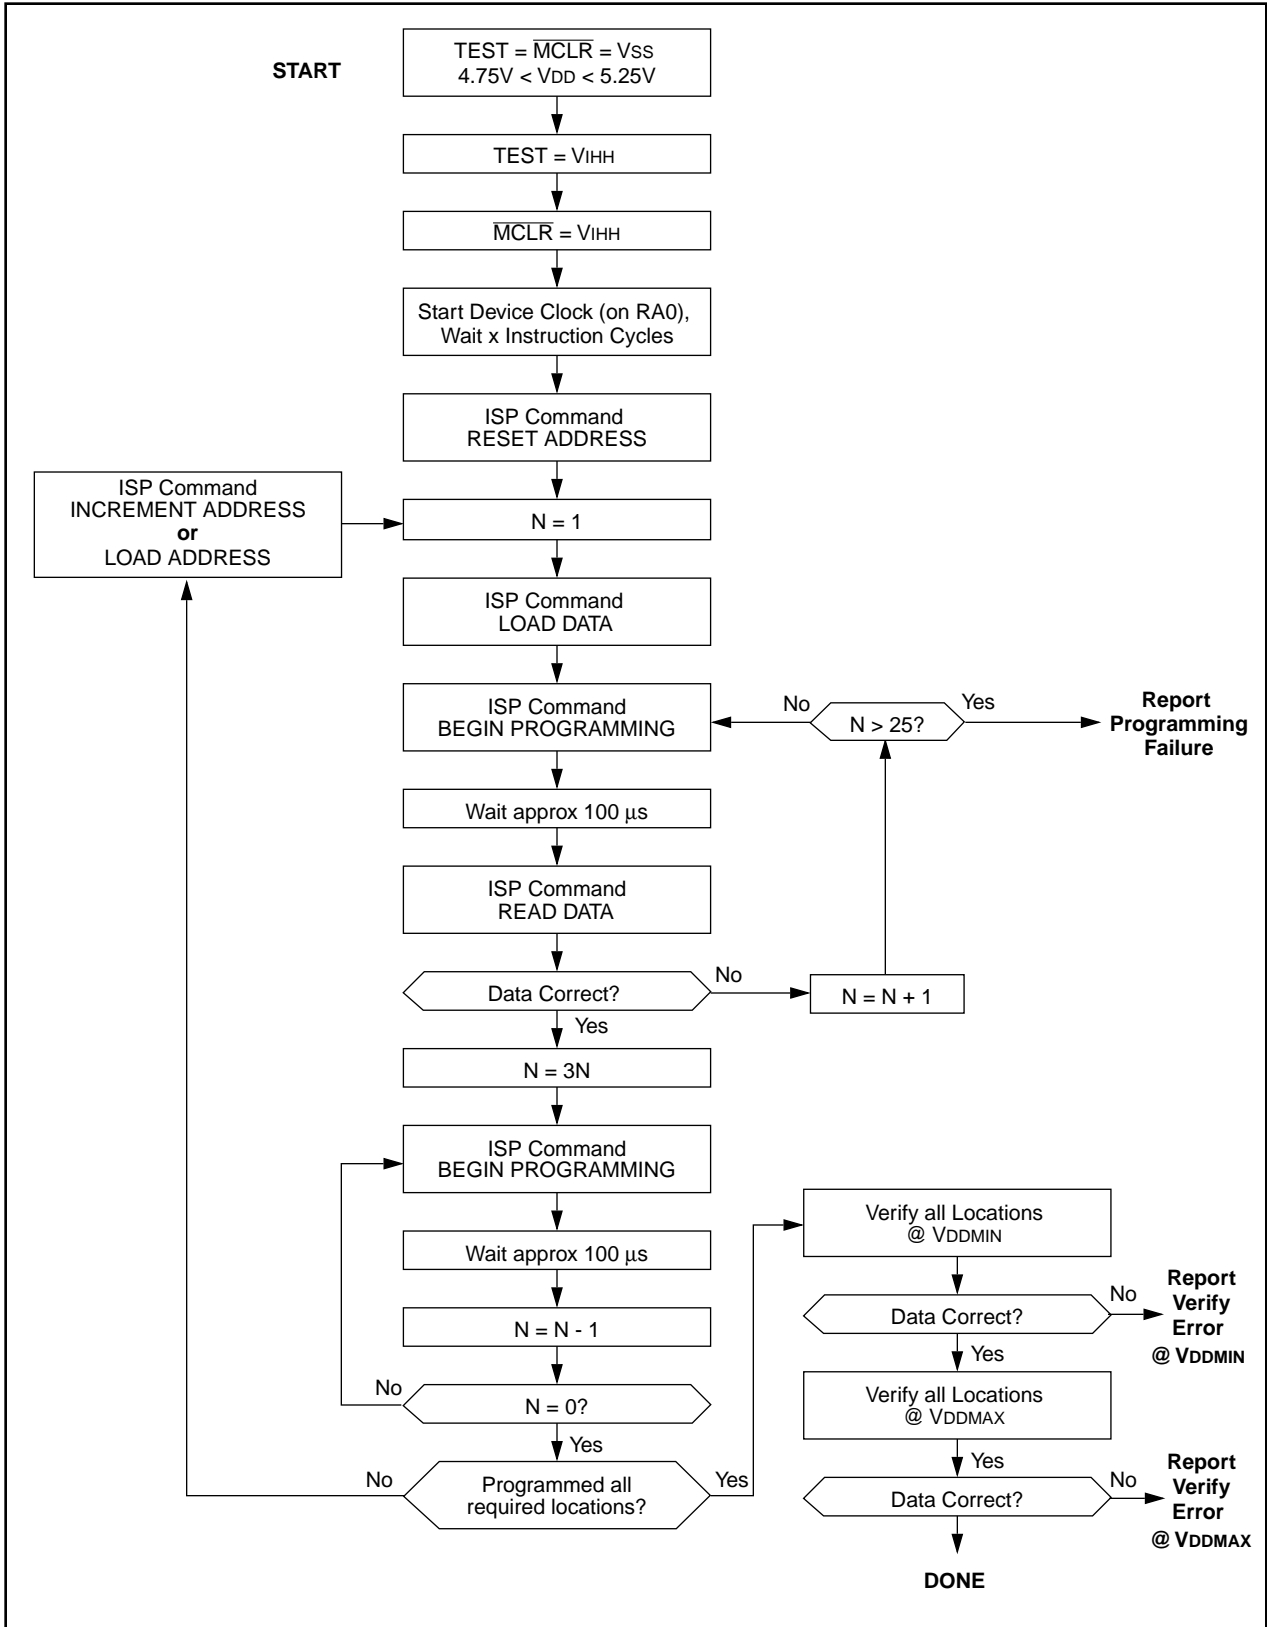 START
TEST = MCLR = VSS
4.75V < VDD < 5.25V
TEST = VIHH
MCLR = VIHH
Start Device Clock (on RA0),
Wait x Instruction Cycles
ISP Command
RESET ADDRESS
ISP Command
INCREMENT ADDRESS
or
LOAD ADDRESS
N = 1
ISP Command
LOAD DATA
ISP Command
BEGIN PROGRAMMING
No
N > 25?
Yes
Report
Programming
Failure
Wait approx 100 μs
ISP Command
READ DATA
Data Correct?
No
N = N + 1
Yes
N = 3N
ISP Command
BEGIN PROGRAMMING
Wait approx 100 μs
N = N - 1
No
N = 0?
Yes
No
Programmed all
required locations?
Yes
Verify all Locations
@ VDDMIN
Data Correct?
No
Report
Verify
Error
@ VDDMIN
Yes
Verify all Locations
@ VDDMAX
Yes
Data Correct?
No
Report
Verify
Error
@ VDDMAX
DONE